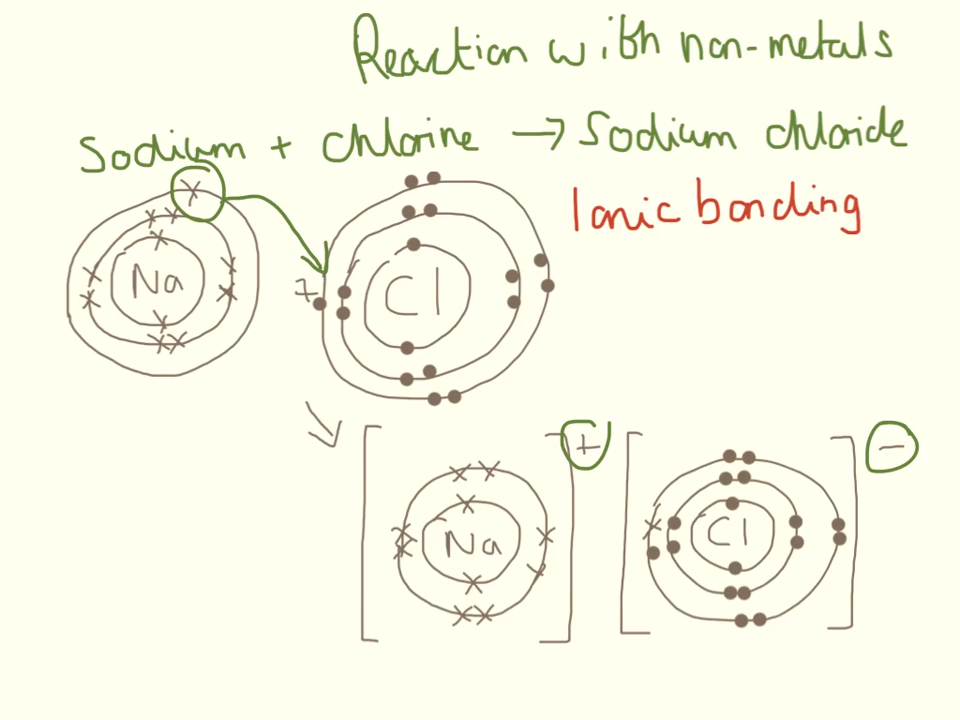 Reaction with non-metals
Sodium + chlorine → Sodium chloride
Ionic bonding
Na
+
Cl
Na
+
Cl
−